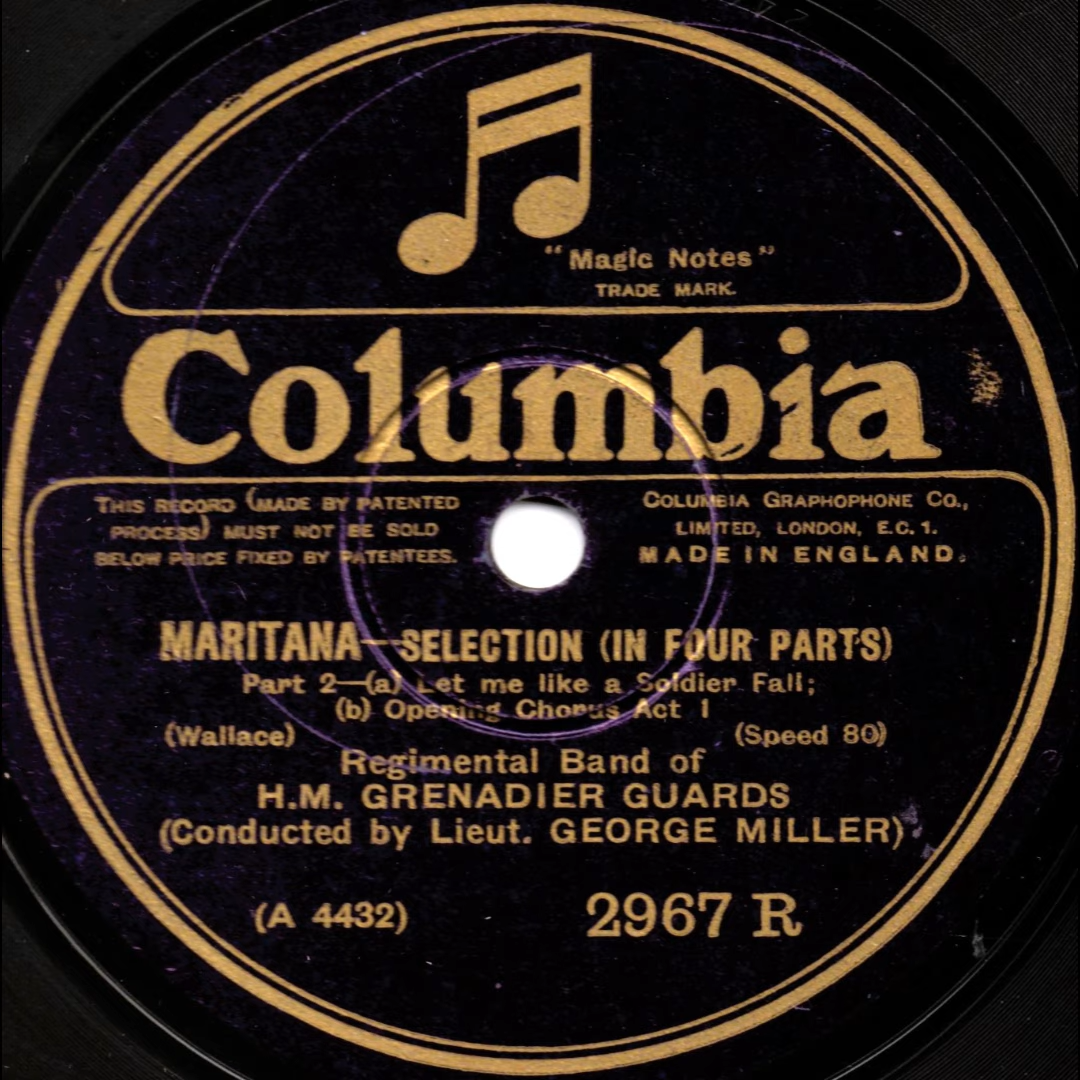 “Magic Notes”
TRADE MARK.
Columbia
THIS RECORD (MADE BY PATENTED
PROCESS) MUST NOT BE SOLD
BELOW PRICE FIXED BY PATENTEES.
COLUMBIA GRAPHOPHONE CO.,
LIMITED, LONDON, E.C.1.
MADE IN ENGLAND.
MARITANA—SELECTION (IN FOUR PARTS)
Part 2—(a) Let me like a Soldier Fall;
(b) Opening Chorus Act I
(Wallace) (Speed 80)
Regimental Band of
H.M. GRENADIER GUARDS
(Conducted by Lieut. GEORGE MILLER)
(A 4432) 2967 R